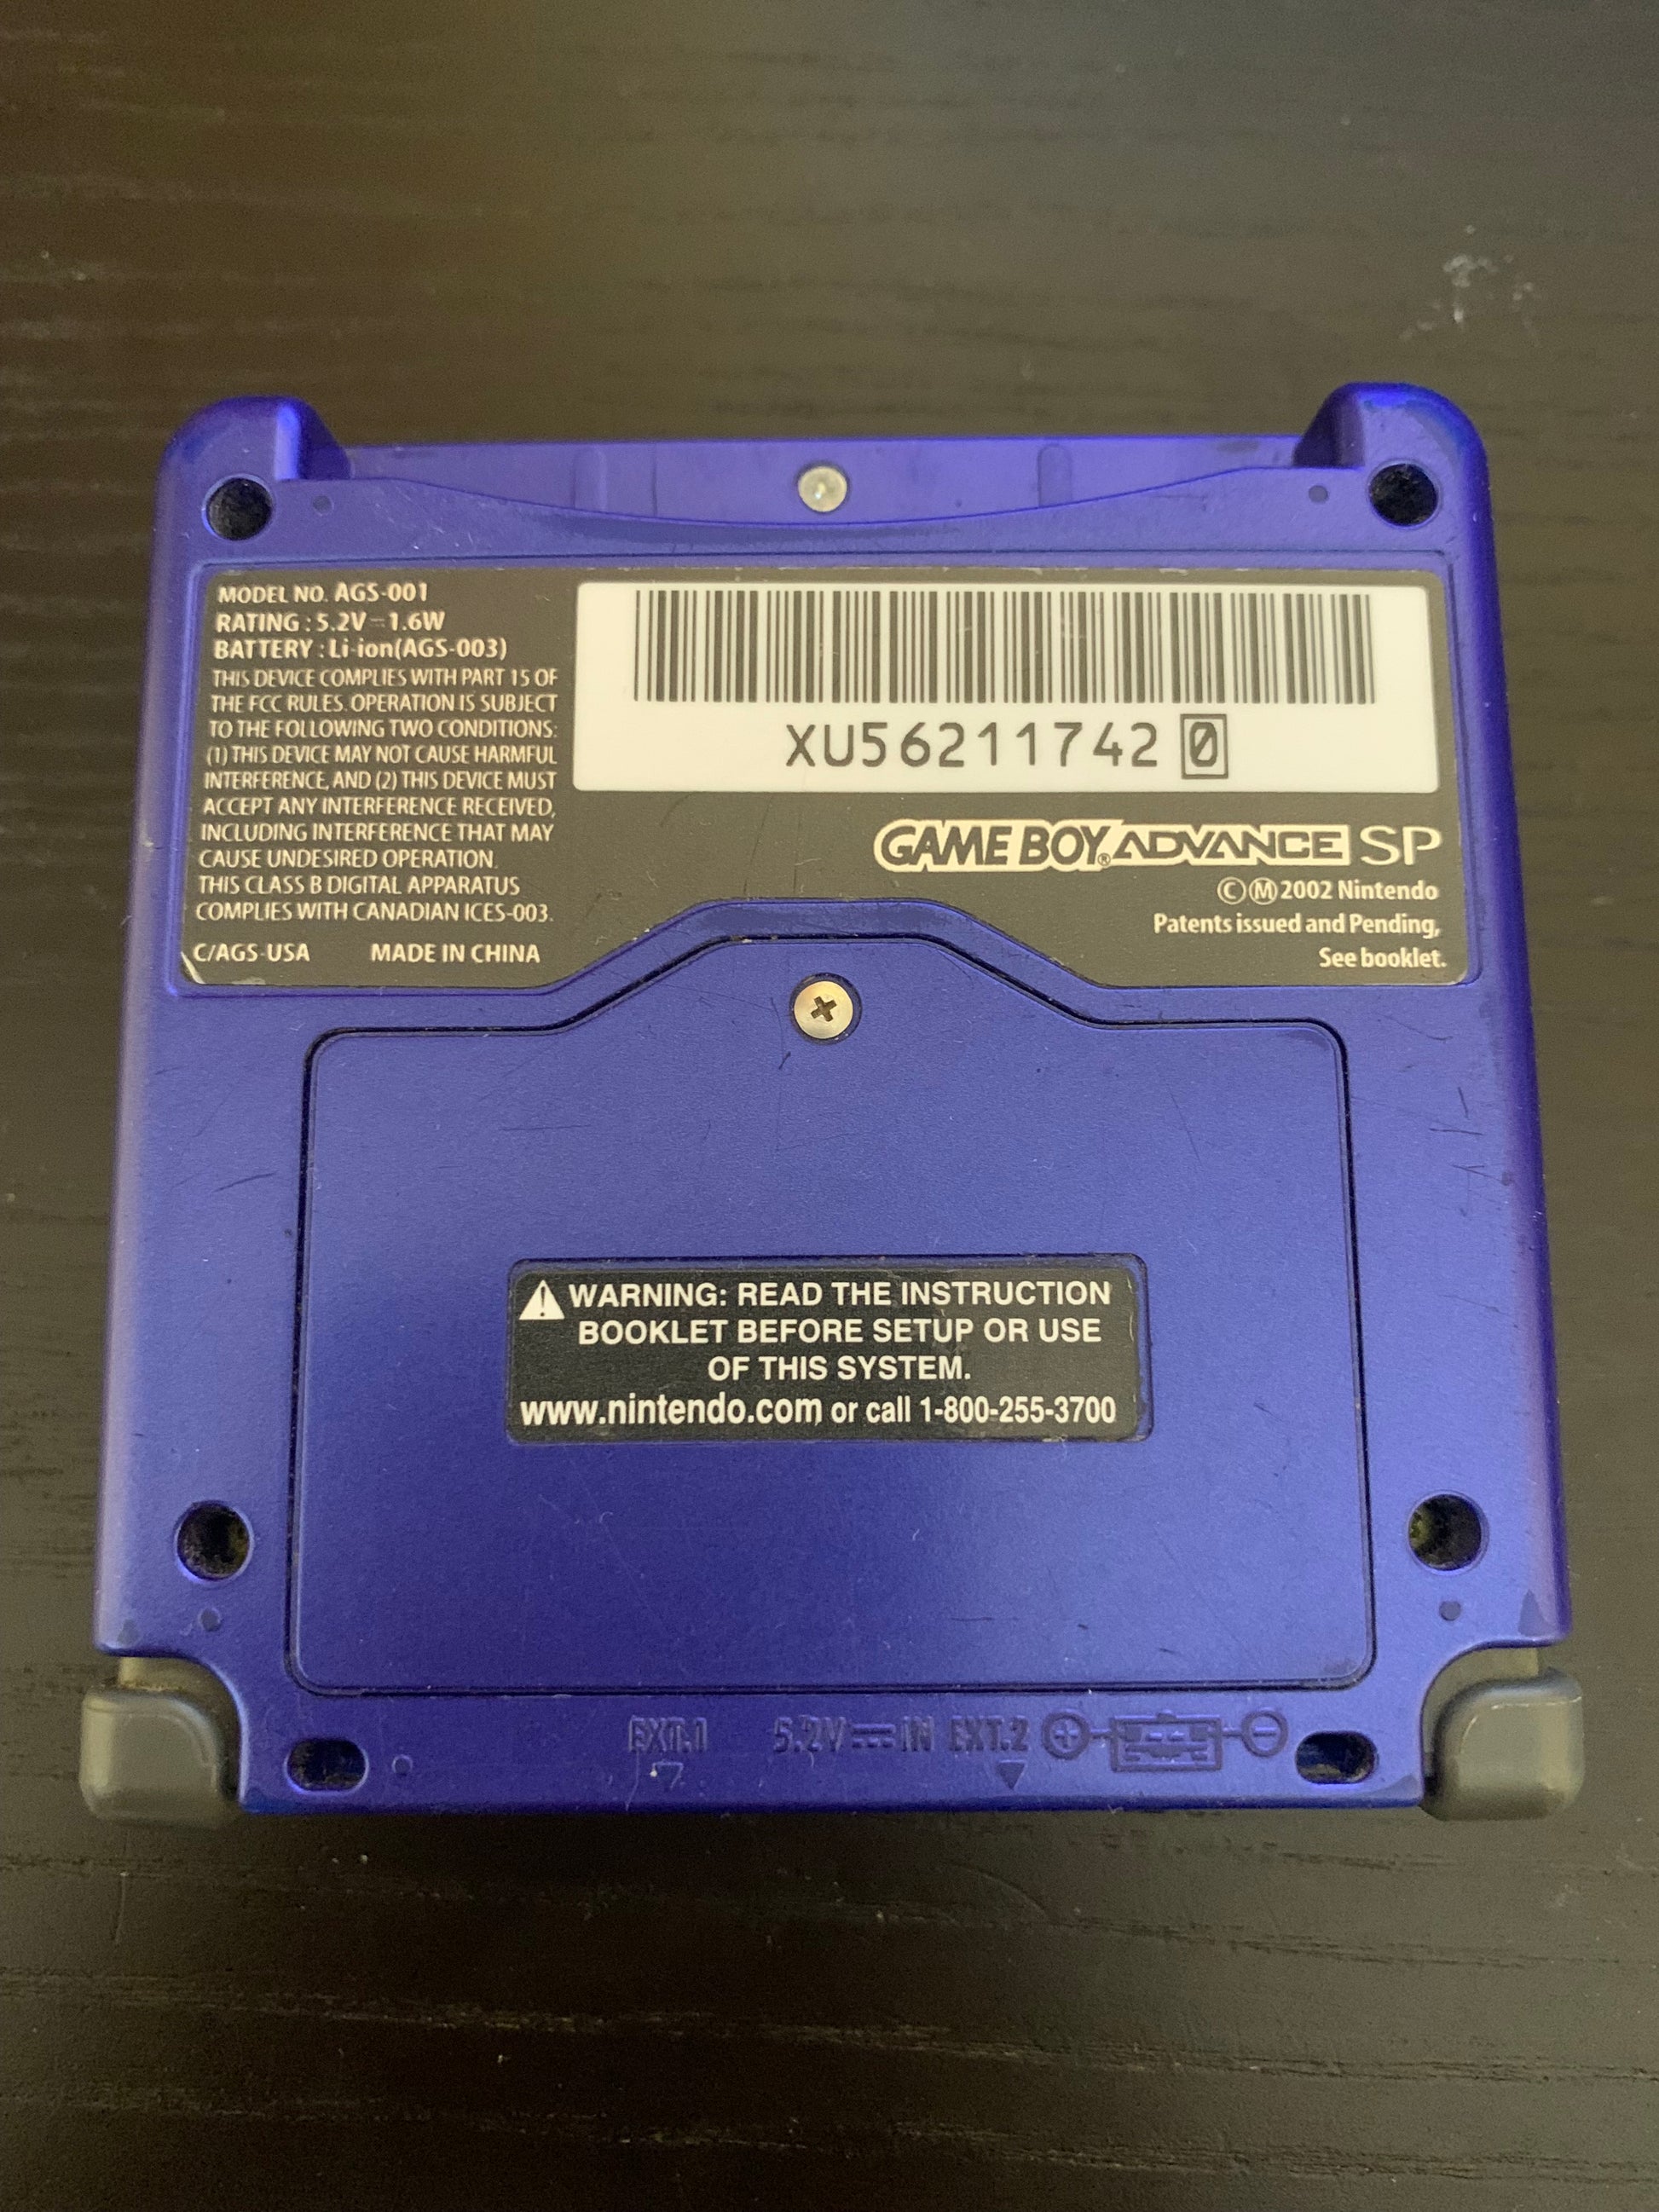 MODEL NO. AGS-001
RATING : 5.2V⎓1.6W
BATTERY : Li-ion(AGS-003)
THIS DEVICE COMPLIES WITH PART 15 OF
THE FCC RULES. OPERATION IS SUBJECT
TO THE FOLLOWING TWO CONDITIONS:
(1) THIS DEVICE MAY NOT CAUSE HARMFUL
INTERFERENCE, AND (2) THIS DEVICE MUST
ACCEPT ANY INTERFERENCE RECEIVED,
INCLUDING INTERFERENCE THAT MAY
CAUSE UNDESIRED OPERATION.
THIS CLASS B DIGITAL APPARATUS
COMPLIES WITH CANADIAN ICES-003.
C/AGS-USA MADE IN CHINA
XU56211742 0
GAME BOY® ADVANCE SP
©Ⓜ2002 Nintendo
Patents issued and Pending,
See booklet.
⚠WARNING: READ THE INSTRUCTION
BOOKLET BEFORE SETUP OR USE
OF THIS SYSTEM.
www.nintendo.com or call 1-800-255-3700
EXT.1 5.2V⎓IN EXT.2